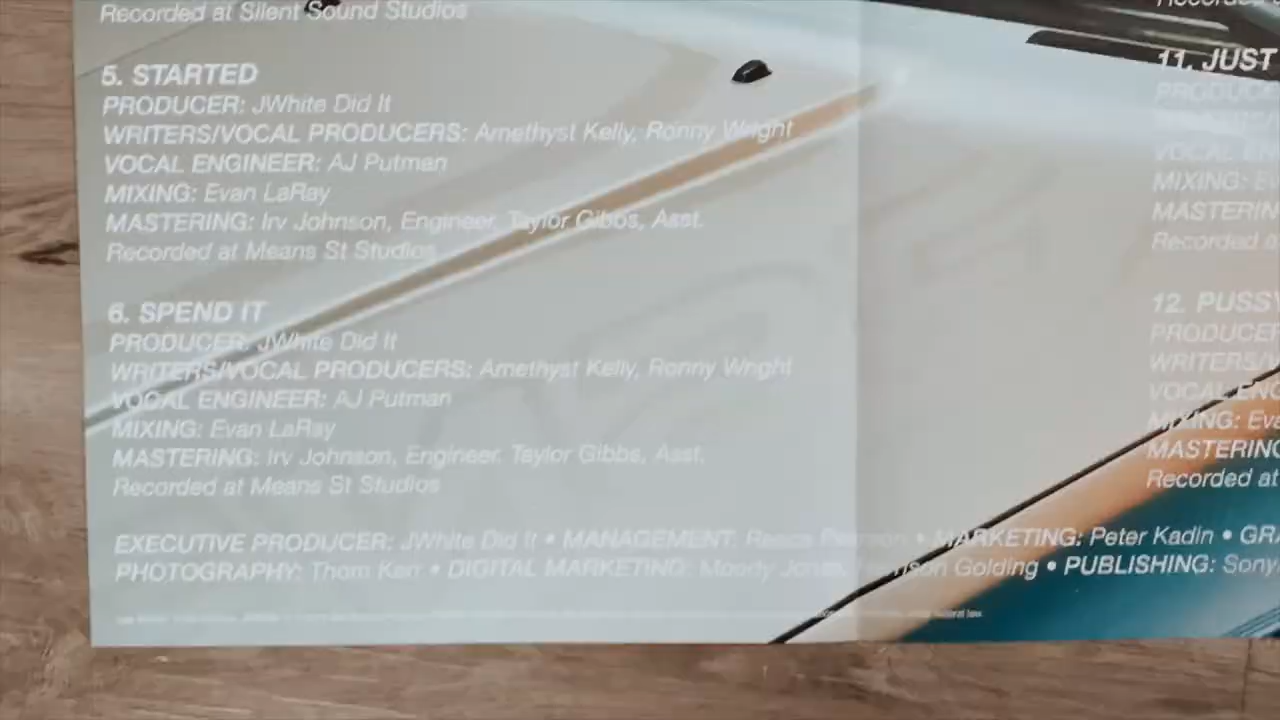 Recorded at Silent Sound Studios
5. STARTED
PRODUCER: JWhite Did It
WRITERS/VOCAL PRODUCERS: Amethyst Kelly, Ronny Wright
VOCAL ENGINEER: AJ Putman
MIXING: Evan LaRay
MASTERING: Irv Johnson, Engineer, Taylor Gibbs, Asst.
Recorded at Means St Studios
6. SPEND IT
PRODUCER: JWhite Did It
WRITERS/VOCAL PRODUCERS: Amethyst Kelly, Ronny Wright
VOCAL ENGINEER: AJ Putman
MIXING: Evan LaRay
MASTERING: Irv Johnson, Engineer, Taylor Gibbs, Asst.
Recorded at Means St Studios
EXECUTIVE PRODUCER: JWhite Did It • MANAGEMENT: • MARKETING: Peter Kadin •
PHOTOGRAPHY: Thom Kerr • DIGITAL MARKETING: Moody Jones, Golding • PUBLISHING: Sony
11. JUST
MIXING:
MASTERIN
Recorded
12. PUSSY
PRODUCER
WRITERS/V
VOCAL ENG
MIXING: Eva
MASTERING
Recorded at